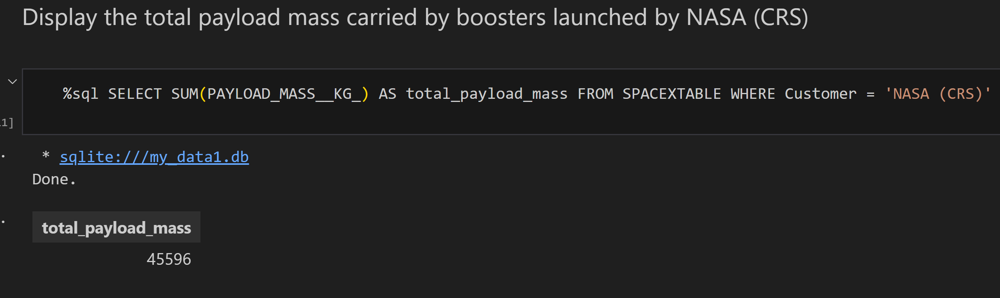 Display the total payload mass carried by boosters launched by NASA (CRS)
%sql SELECT SUM(PAYLOAD_MASS__KG_) AS total_payload_mass FROM SPACEXTABLE WHERE Customer = 'NASA (CRS)'
1]
* sqlite:///my_data1.db
Done.
total_payload_mass
45596